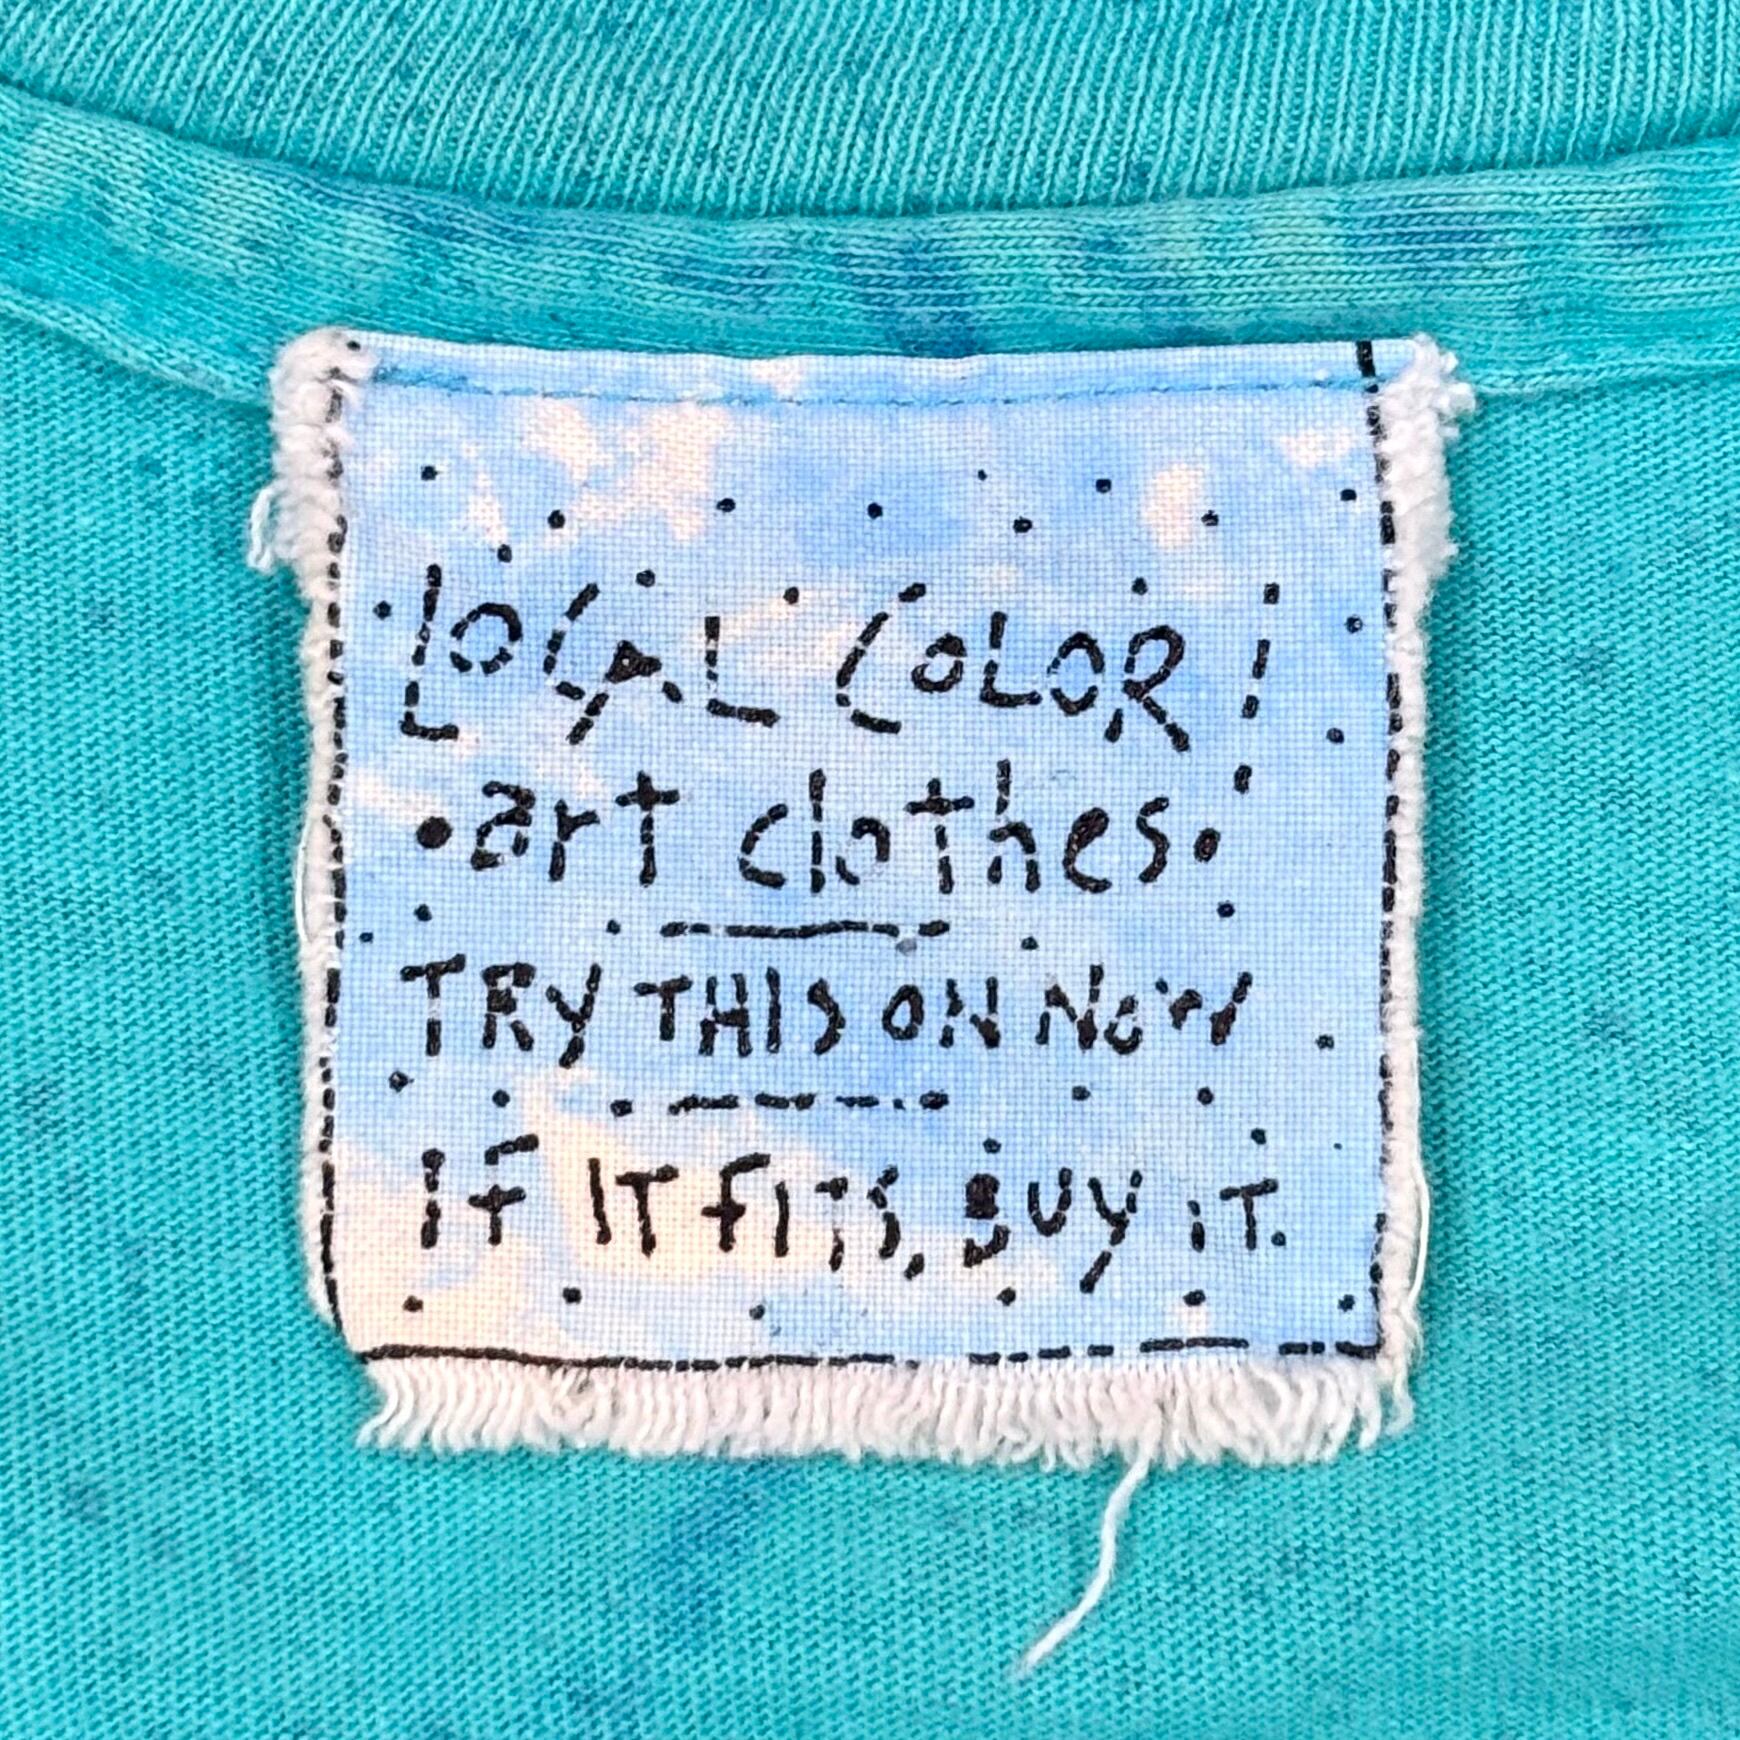 LOCAL COLOR!
•art clothes•
TRY THIS ON NOW
IF IT FITS, BUY IT.